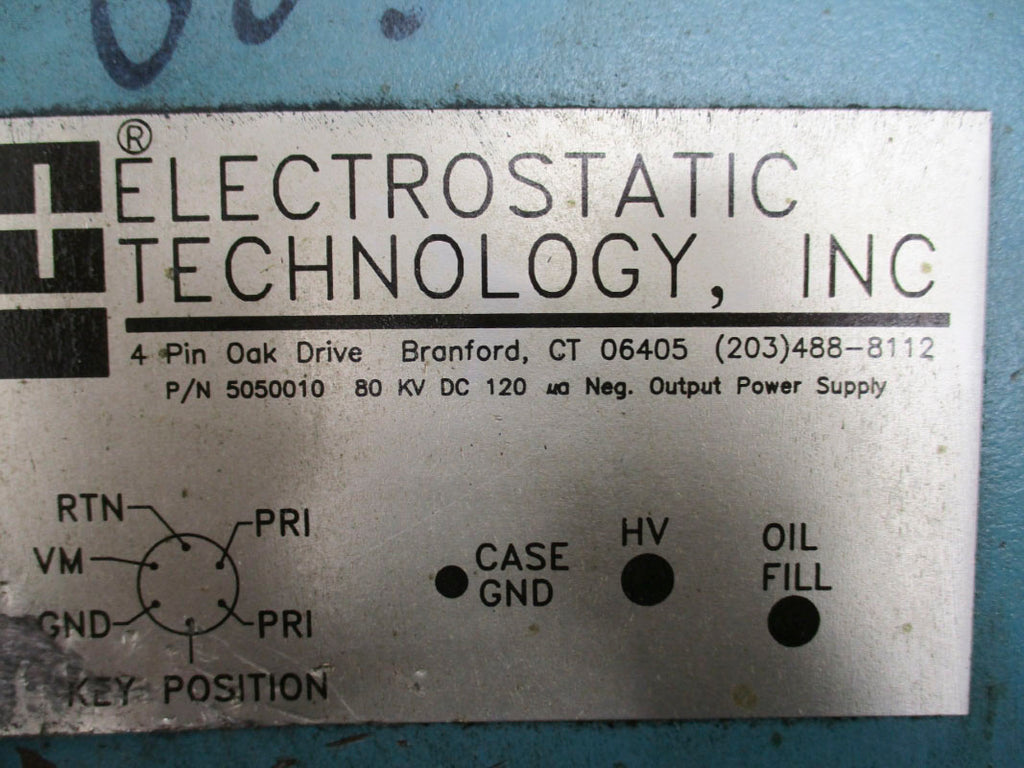 ®
ELECTROSTATIC
TECHNOLOGY, INC
4 Pin Oak Drive Branford, CT 06405 (203)488-8112
P/N 5050010 80 KV DC 120 ua Neg. Output Power Supply
RTN
PRI
VM
GND
PRI
KEY POSITION
CASE
GND
HV
OIL
FILL